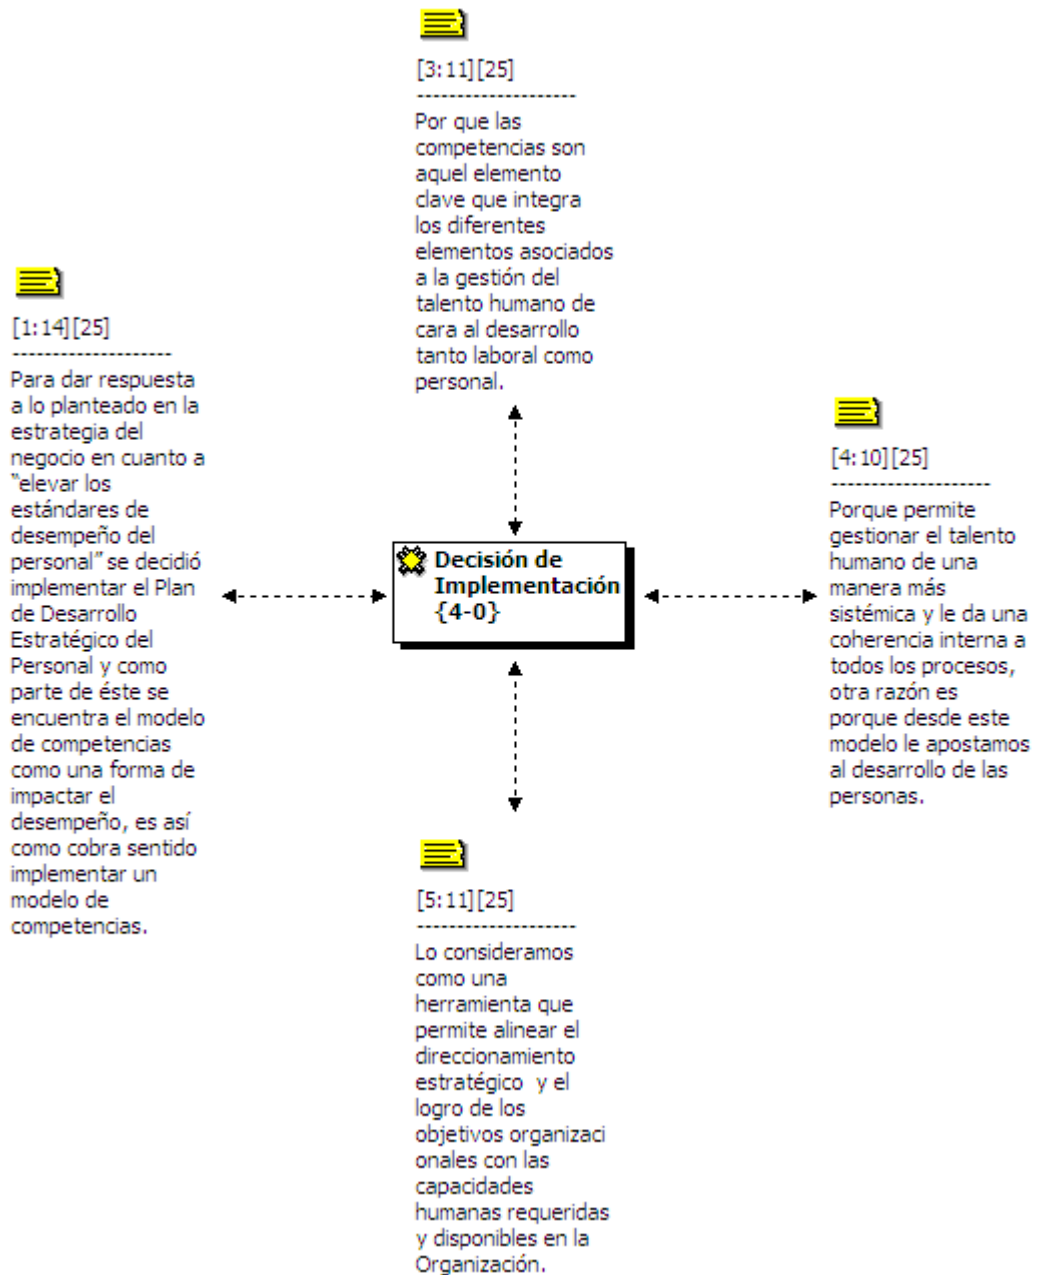 [3:11][25]
--------------------
Por que las
competencias son
aquel elemento
clave que integra
los diferentes
elementos asociados
a la gestión del
talento humano de
cara al desarrollo
tanto laboral como
personal.
[1:14][25]
--------------------
Para dar respuesta
a lo planteado en la
estrategia del
negocio en cuanto a
“elevar los
estándares de
desempeño del
personal” se decidió
implementar el Plan
de Desarrollo
Estratégico del
Personal y como
parte de éste se
encuentra el modelo
de competencias
como una forma de
impactar el
desempeño, es así
como cobra sentido
implementar un
modelo de
competencias.
Decisión de
Implementación
{4-0}
[4:10][25]
--------------------
Porque permite
gestionar el talento
humano de una
manera más
sistémica y le da una
coherencia interna a
todos los procesos,
otra razón es
porque desde este
modelo le apostamos
al desarrollo de las
personas.
[5:11][25]
--------------------
Lo consideramos
como una
herramienta que
permite alinear el
direccionamiento
estratégico  y el
logro de los
objetivos organizaci
onales con las
capacidades
humanas requeridas
y disponibles en la
Organización.